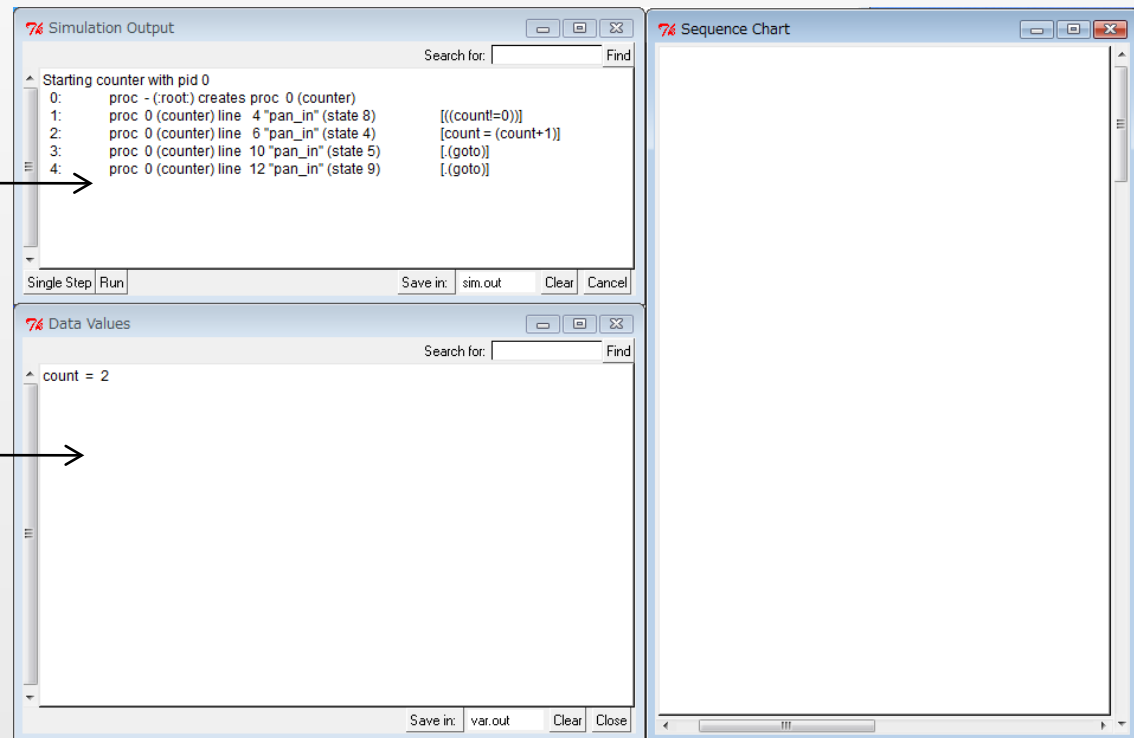 Simulation Output
Search for: Find
Starting counter with pid 0
0: proc - (:root:) creates proc 0 (counter)
1: proc 0 (counter) line 4 "pan_in" (state 8) [((count!=0))]
2: proc 0 (counter) line 6 "pan_in" (state 4) [count = (count+1)]
3: proc 0 (counter) line 10 "pan_in" (state 5) [.(goto)]
4: proc 0 (counter) line 12 "pan_in" (state 9) [.(goto)]
Single Step Run Save in: sim.out Clear Cancel
Data Values
Search for: Find
count = 2
Save in: var.out Clear Close
Sequence Chart